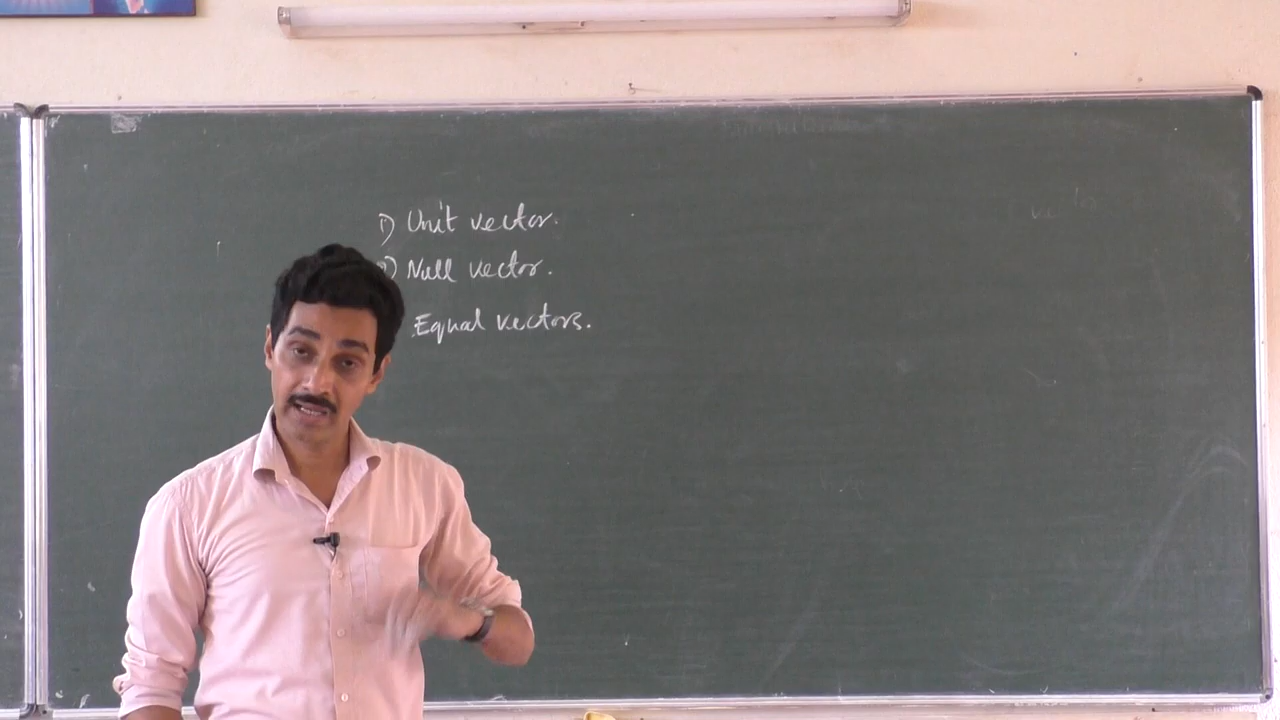 1) Unit vector.
2) Null vector.
Equal vectors.